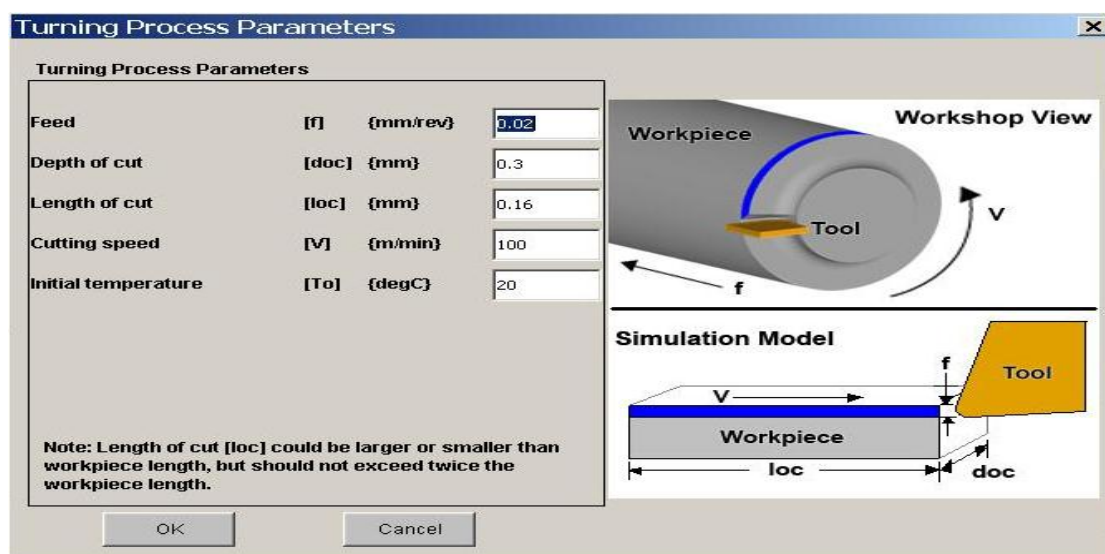 Turning Process Parameters
Turning Process Parameters
Feed [f] {mm/rev} 0.02
Depth of cut [doc] {mm} 0.3
Length of cut [loc] {mm} 0.16
Cutting speed [V] {m/min} 100
Initial temperature [To] {degC} 20
Note: Length of cut [loc] could be larger or smaller than
workpiece length, but should not exceed twice the
workpiece length.
OK Cancel
Workshop View
Workpiece
Tool
V
f
Simulation Model
f
Tool
V
Workpiece
loc
doc